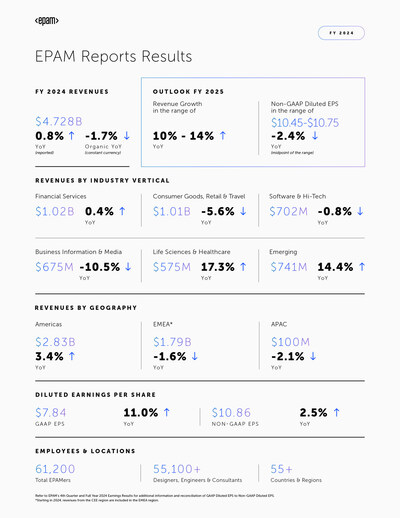 <epam>
FY 2024
EPAM Reports Results
FY 2024 REVENUES
$4.728B
0.8% ↑ -1.7% ↓
YoY Organic YoY
(reported) (constant currency)
OUTLOOK FY 2025
Revenue Growth
in the range of
10% - 14% ↑
YoY
Non-GAAP Diluted EPS
in the range of
$10.45-$10.75
-2.4% ↓
YoY
(midpoint of the range)
REVENUES BY INDUSTRY VERTICAL
Financial Services
$1.02B 0.4% ↑
YoY
Consumer Goods, Retail & Travel
$1.01B -5.6% ↓
YoY
Software & Hi-Tech
$702M -0.8% ↓
YoY
Business Information & Media
$675M -10.5% ↓
YoY
Life Sciences & Healthcare
$575M 17.3% ↑
YoY
Emerging
$741M 14.4% ↑
YoY
REVENUES BY GEOGRAPHY
Americas
$2.83B
3.4% ↑
YoY
EMEA*
$1.79B
-1.6% ↓
YoY
APAC
$100M
-2.1% ↓
YoY
DILUTED EARNINGS PER SHARE
$7.84 11.0% ↑
GAAP EPS YoY
$10.86 2.5% ↑
NON-GAAP EPS YoY
EMPLOYEES & LOCATIONS
61,200
Total EPAMers
55,100+
Designers, Engineers & Consultants
55+
Countries & Regions
Refer to EPAM's 4th Quarter and Full Year 2024 Earnings Results for additional information and reconciliation of GAAP Diluted EPS to Non-GAAP Diluted EPS.
*Starting in 2024, revenues from the CEE region are included in the EMEA region.